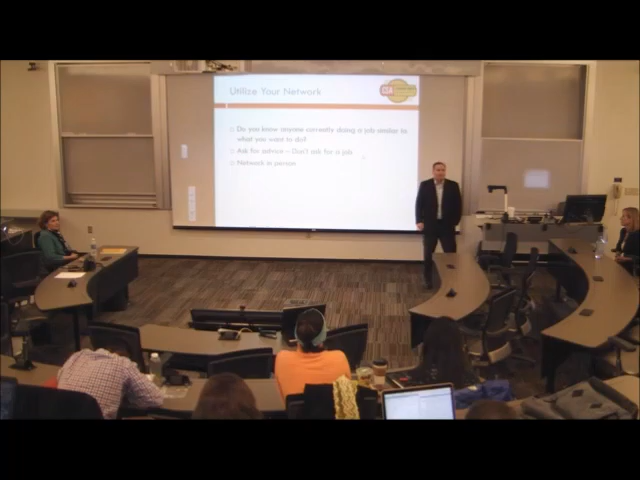 Utilize Your Network
Do you know anyone currently doing a job similar to
what you want to do?
Ask for advice – Don't ask for a job
Network in person